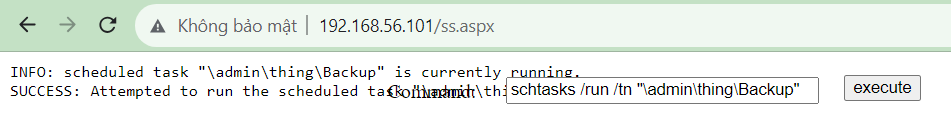 Không bảo mật | 192.168.56.101/ss.aspx
INFO: scheduled task "\admin\thing\Backup" is currently running.
SUCCESS: Attempted to run the scheduled task "\admin\thi
Command: schtasks /run /tn "\admin\thing\Backup" execute